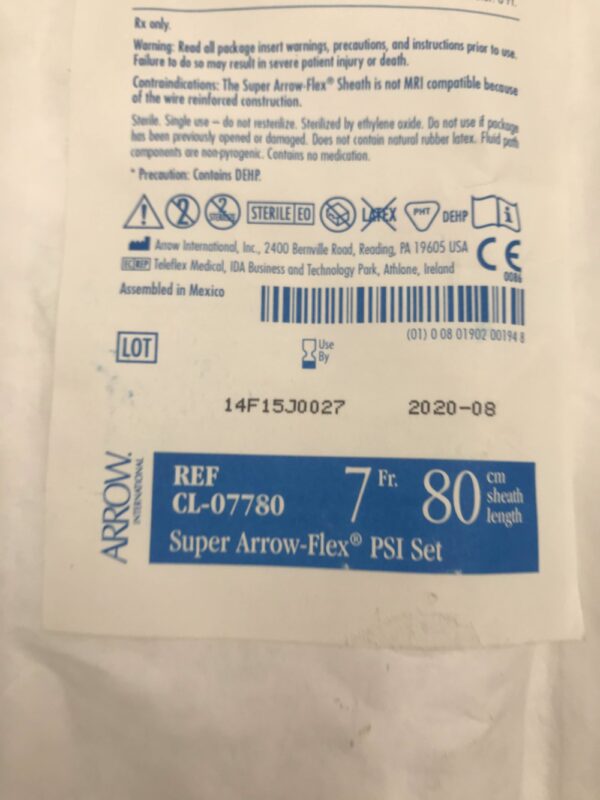 Rx only.
Warning: Read all package insert warnings, precautions, and instructions prior to use.
Failure to do so may result in severe patient injury or death.
Contraindications: The Super Arrow-Flex® Sheath is not MRI compatible because
of the wire reinforced construction.
Sterile. Single use – do not resterilize. Sterilized by ethylene oxide. Do not use if package
has been previously opened or damaged. Does not contain natural rubber latex. Fluid path
components are non-pyrogenic. Contains no medication.
* Precaution: Contains DEHP.
2 2 STERILIZE STERILE EO LATEX PHT DEHP i
Arrow International, Inc., 2400 Bernville Road, Reading, PA 19605 USA
EC REP Teleflex Medical, IDA Business and Technology Park, Athlone, Ireland
CE
0086
Assembled in Mexico
(01) 0 08 01902 00194 8
LOT
Use
By
14F15J0027 2020-08
ARROW
INTERNATIONAL
REF
CL-07780
7 Fr. 80 cm
sheath
length
Super Arrow-Flex® PSI Set